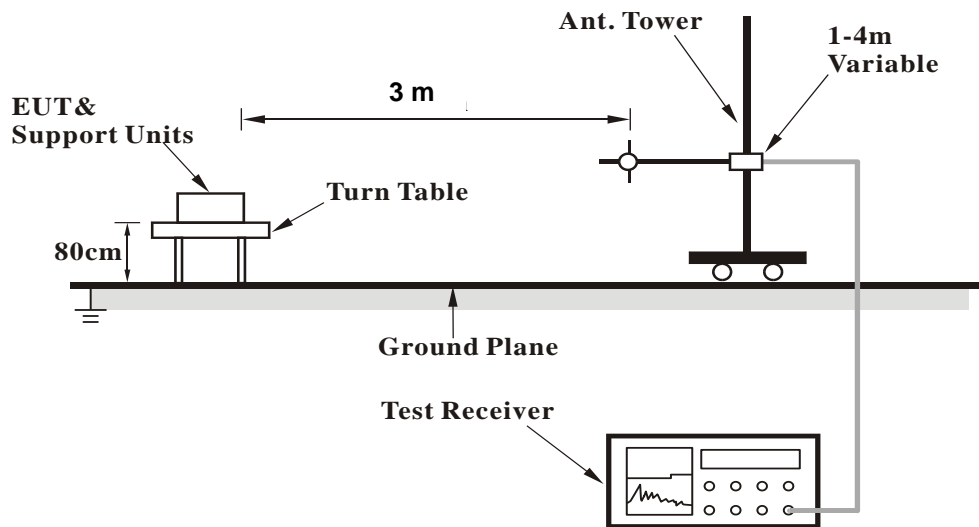 Ant. Tower
1-4m
Variable
3 m
EUT&
Support Units
Turn Table
80cm
Ground Plane
Test Receiver